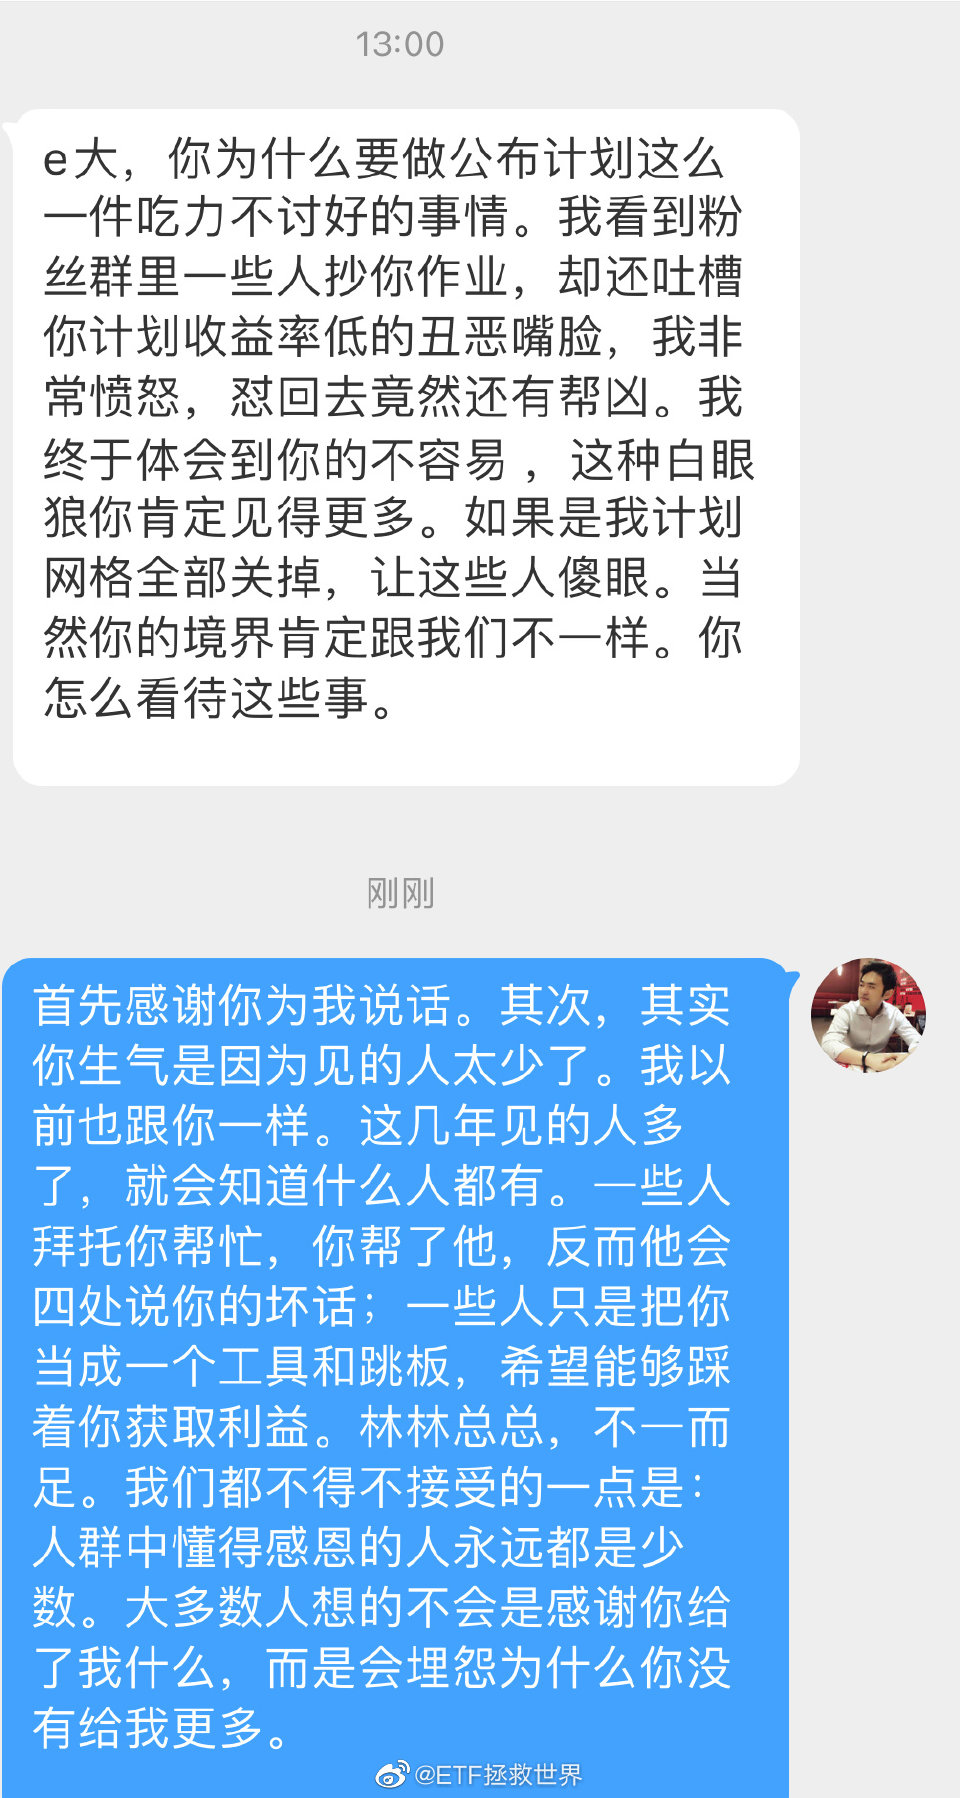 13:00
e大，你为什么要做公布计划这么
一件吃力不讨好的事情。我看到粉
丝群里一些人抄你作业，却还吐槽
你计划收益率低的丑恶嘴脸，我非
常愤怒，怼回去竟然还有帮凶。我
终于体会到你的不容易，这种白眼
狼你肯定见得更多。如果是我计划
网格全部关掉，让这些人傻眼。当
然你的境界肯定跟我们不一样。你
怎么看待这些事。
刚刚
首先感谢你为我说话。其次，其实
你生气是因为见的人太少了。我以
前也跟你一样。这几年见的人多
了，就会知道什么人都有。一些人
拜托你帮忙，你帮了他，反而他会
四处说你的坏话；一些人只是把你
当成一个工具和跳板，希望能够踩
着你获取利益。林林总总，不一而
足。我们都不得不接受的一点是：
人群中懂得感恩的人永远都是少
数。大多数人想的不会是感谢你给
了我什么，而是会埋怨为什么你没
有给我更多。
@ETF拯救世界